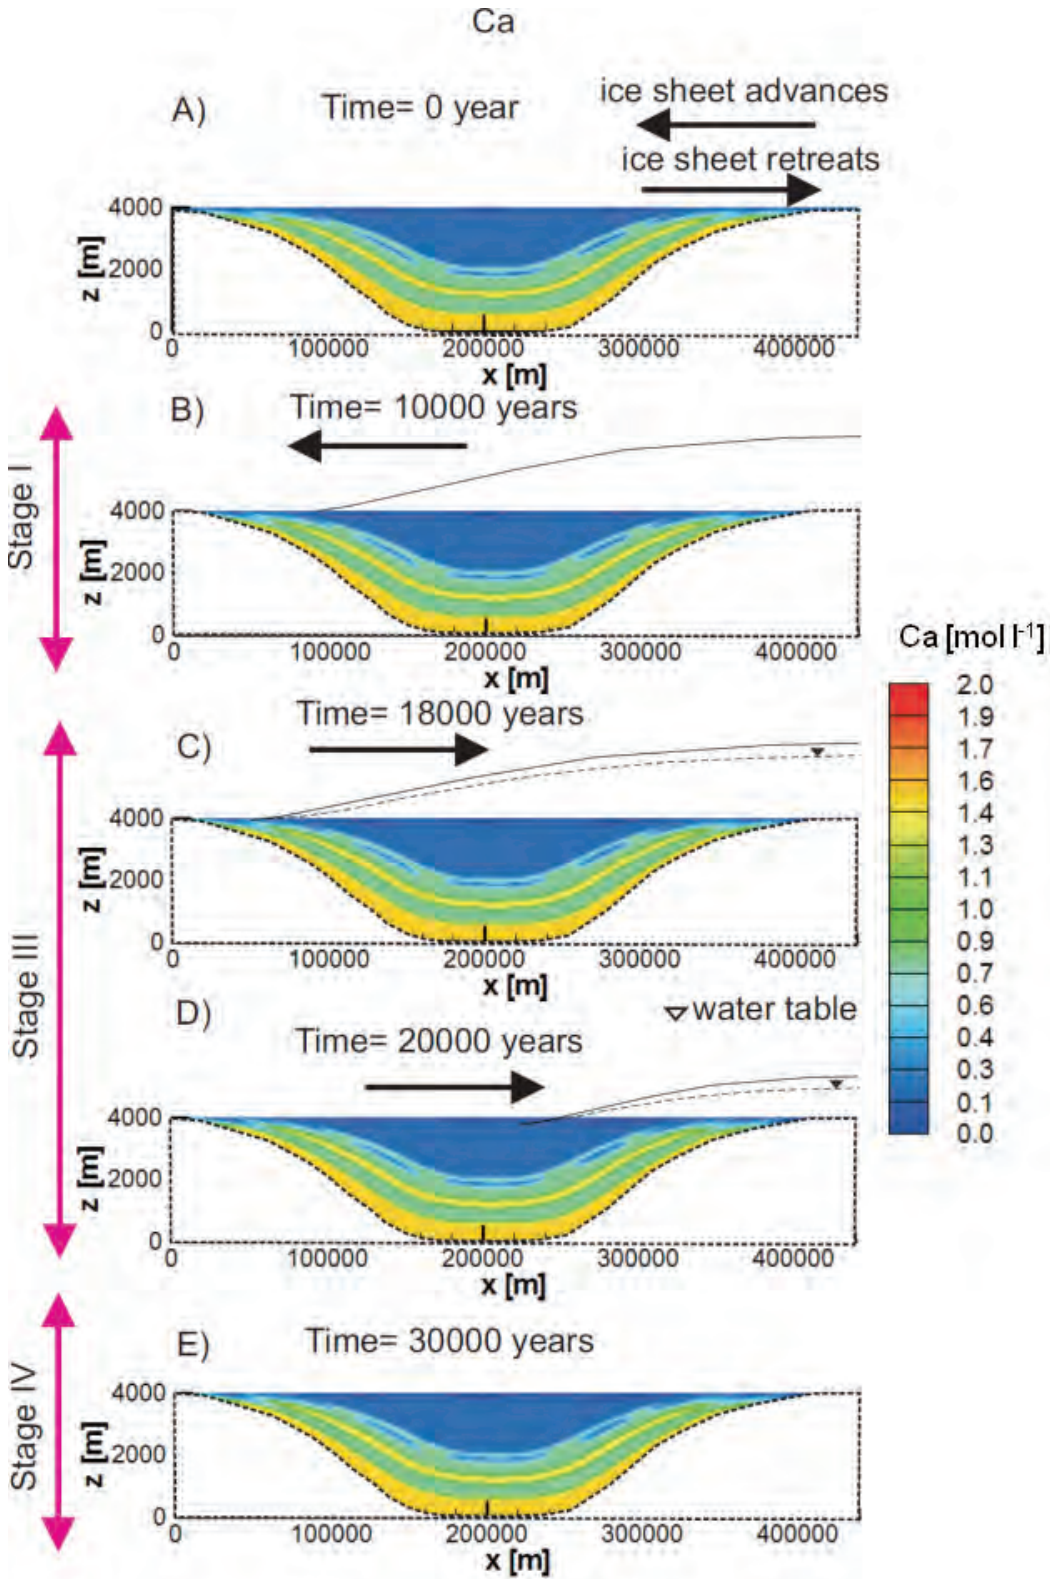 Ca
A)
Time= 0 year
ice sheet advances
ice sheet retreats
4000
2000
0
z [m]
0 100000 200000 300000 400000
x [m]
Stage I
B)
Time= 10000 years
4000
2000
0
z [m]
0 100000 200000 300000 400000
x [m]
Ca [mol l-1]
2.0
1.9
1.7
1.6
1.4
1.3
1.1
1.0
0.9
0.7
0.6
0.4
0.3
0.1
0.0
Stage III
C)
Time= 18000 years
4000
2000
0
z [m]
0 100000 200000 300000 400000
x [m]
D)
water table
Time= 20000 years
4000
2000
0
z [m]
0 100000 200000 300000 400000
x [m]
Stage IV
E)
Time= 30000 years
4000
2000
0
z [m]
0 100000 200000 300000 400000
x [m]